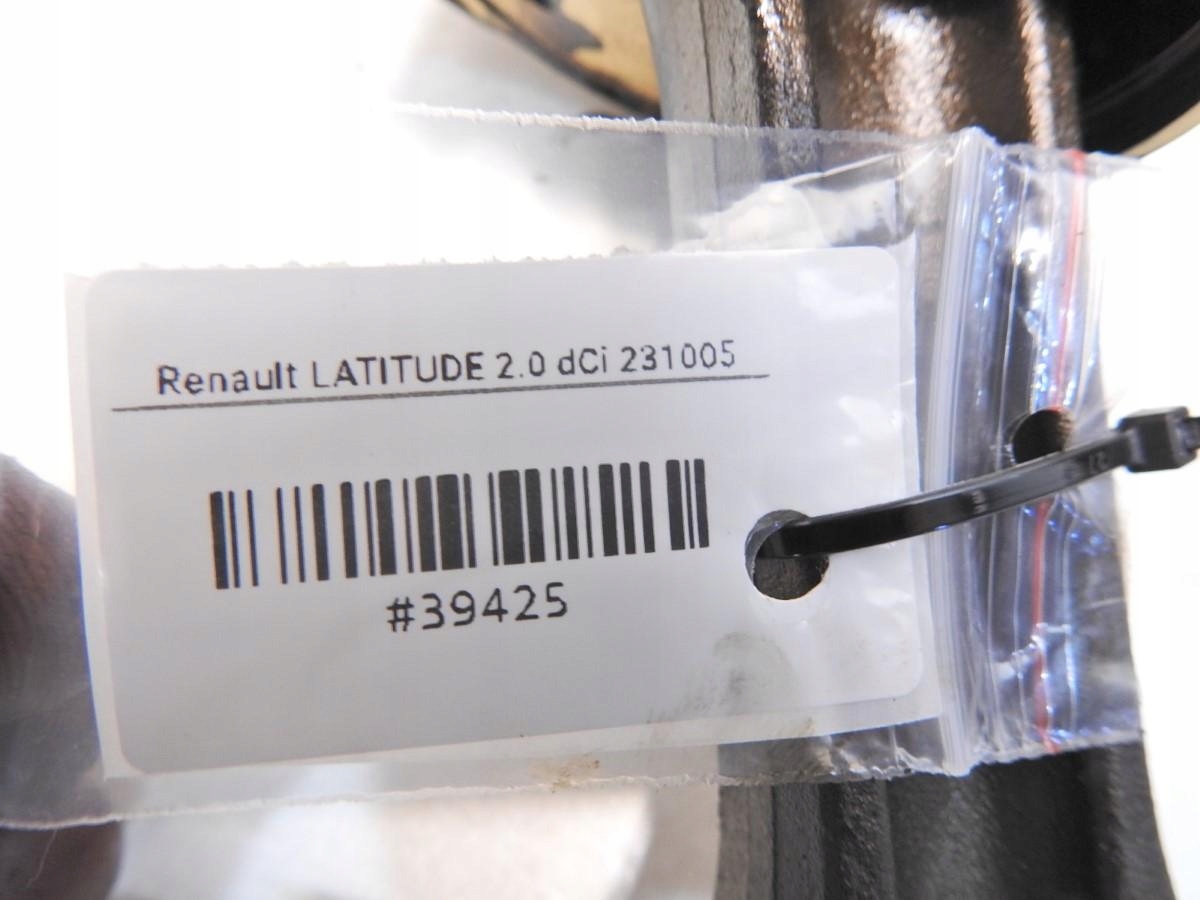 Renault LATITUDE 2.0 dCi 231005
#39425